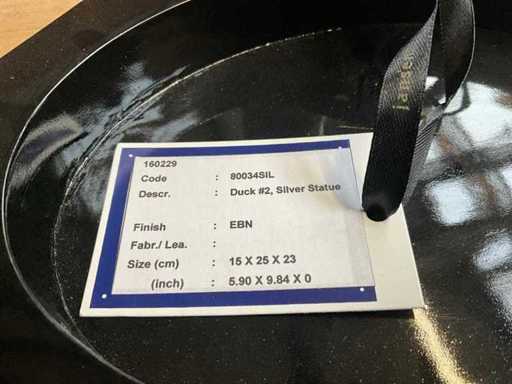 160229
Code : 80034SIL
Descr. : Duck #2, Silver Statue
Finish : EBN
Fabr./ Lea. :
Size (cm) : 15 X 25 X 23
(inch) : 5.90 X 9.84 X 0